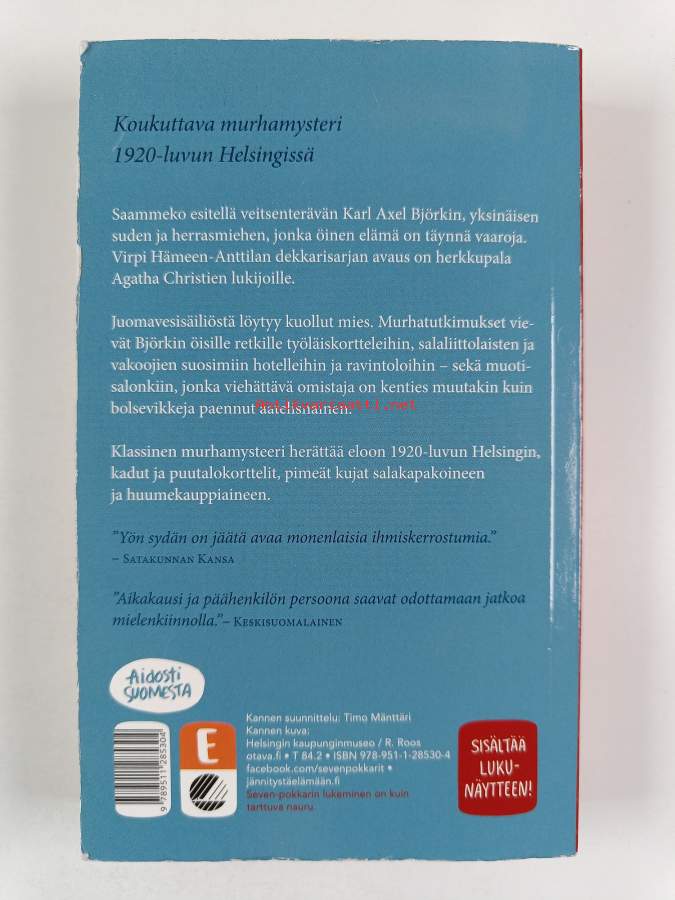 Koukuttava murhamysteri
1920-luvun Helsingissä
Saammeko esitellä veitsenterävän Karl Axel Björkin, yksinäisen
suden ja herrasmiehen, jonka öinen elämä on täynnä vaaroja.
Virpi Hämeen-Anttilan dekkarisarjan avaus on herkkupala
Agatha Christien lukijoille.
Juomavesisäiliöstä löytyy kuollut mies. Murhatutkimukset vie-
vät Björkin öisille retkille työläiskortteleihin, salaliittolaisten ja
vakoojien suosimiin hotelleihin ja ravintoloihin – sekä muoti-
salonkiin, jonka viehättävä omistaja on kenties muutakin kuin
Antikvariaatti.net
bolsevikkeja paennut aatelisnainen.
Klassinen murhamysteeri herättää eloon 1920-luvun Helsingin,
kadut ja puutalokorttelit, pimeät kujat salakapakoineen
ja huumekauppiaineen.
”Yön sydän on jäätä avaa monenlaisia ihmiskerrostumia.”
– Satakunnan Kansa
”Aikakausi ja päähenkilön persoona saavat odottamaan jatkoa
mielenkiinnolla.”– Keskisuomalainen
Aidosti
SUOMESTA
Kannen suunnittelu: Timo Mänttäri
Kannen kuva:
Helsingin kaupunginmuseo / R. Roos
otava.fi • T 84.2 • ISBN 978-951-1-28530-4
facebook.com/sevenpokkarit •
jännitystäelämään.fi
Seven-pokkarin lukeminen on kuin
tarttuva nauru.
9 789511 285304
E
SISÄLTÄÄ
LUKU-
NÄYTTEEN!